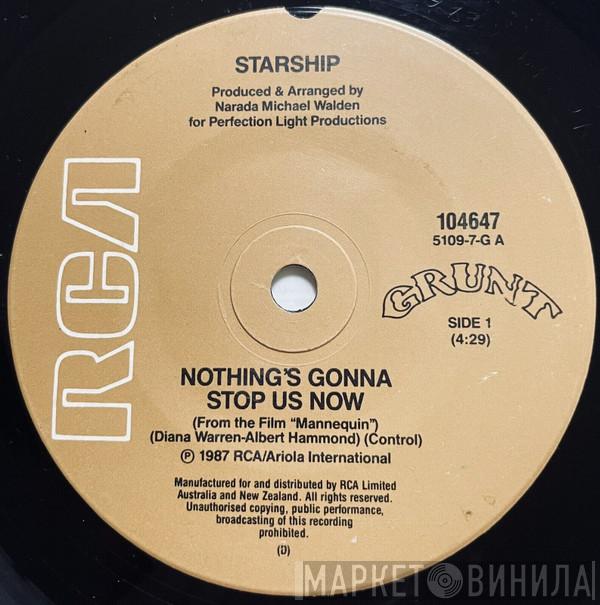 STARSHIP
Produced & Arranged by
Narada Michael Walden
for Perfection Light Productions
RCA
104647
5109-7-G A
GRUNT
SIDE 1
(4:29)
NOTHING'S GONNA
STOP US NOW
(From the Film "Mannequin")
(Diana Warren-Albert Hammond) (Control)
℗ 1987 RCA/Ariola International
Manufactured for and distributed by RCA Limited
Australia and New Zealand. All rights reserved.
Unauthorised copying, public performance,
broadcasting of this recording
prohibited.
(D)
МАРКЕТ ВИНИЛА